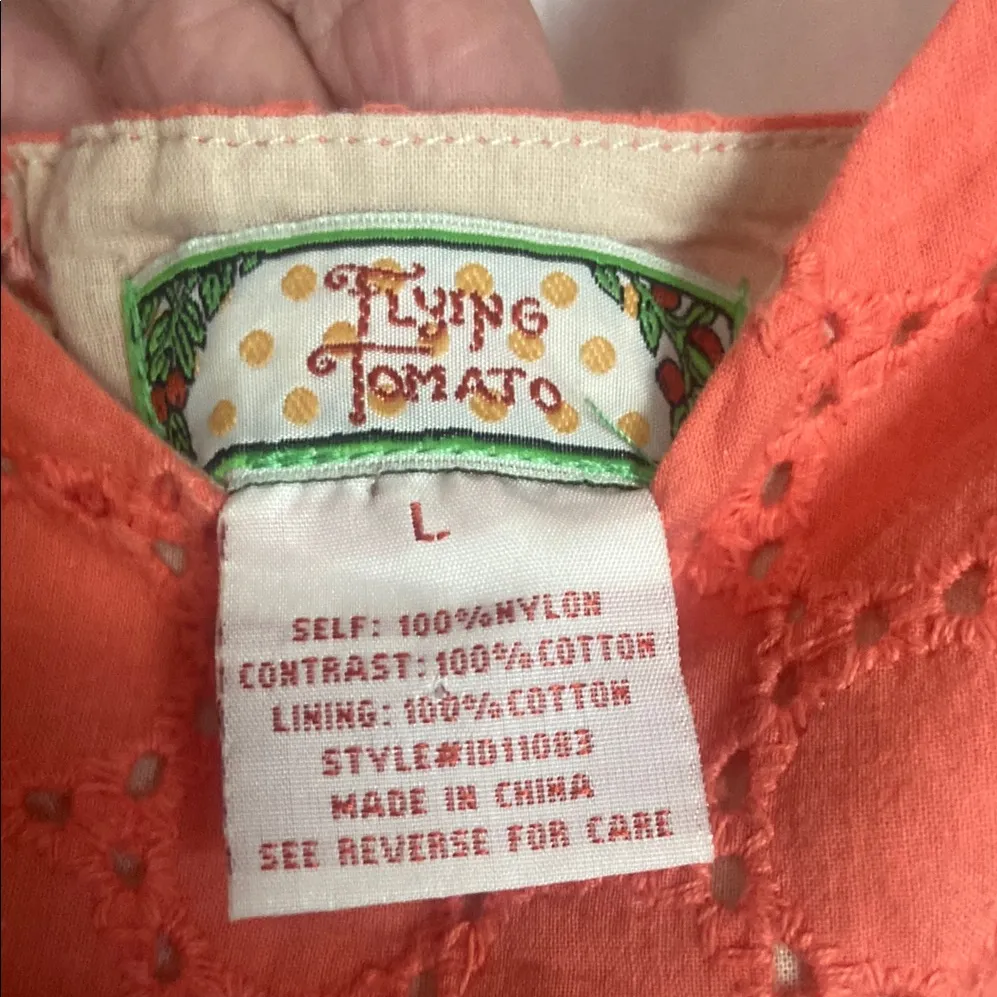 Flying
Tomato
L
SELF: 100%NYLON
CONTRAST: 100%COTTON
LINING: 100%COTTON
STYLE#ID11083
MADE IN CHINA
SEE REVERSE FOR CARE